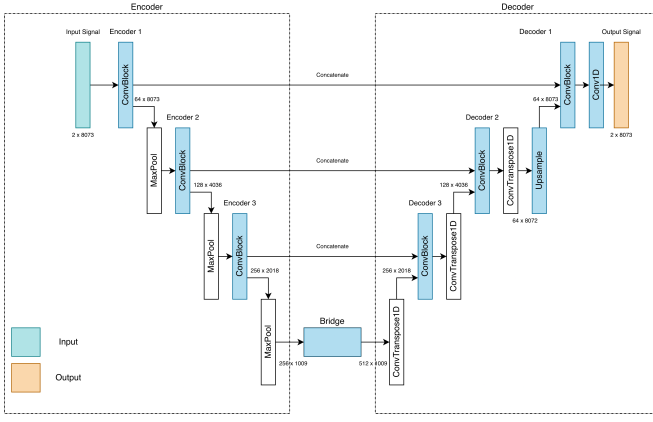 Encoder
Decoder
Input Signal
Encoder 1
Decoder 1
Output Signal
ConvBlock
Concatenate
ConvBlock
Conv1D
64 x 8073
64 x 8073
2 x 8073
2 x 8073
Encoder 2
Decoder 2
MaxPool
ConvBlock
Concatenate
ConvBlock
ConvTranspose1D
Upsample
128 x 4036
128 x 4036
64 x 8072
Encoder 3
Decoder 3
MaxPool
ConvBlock
Concatenate
ConvBlock
ConvTranspose1D
256 x 2018
256 x 2018
Bridge
MaxPool
ConvTranspose1D
256 x 1009
512 x 1009
Input
Output